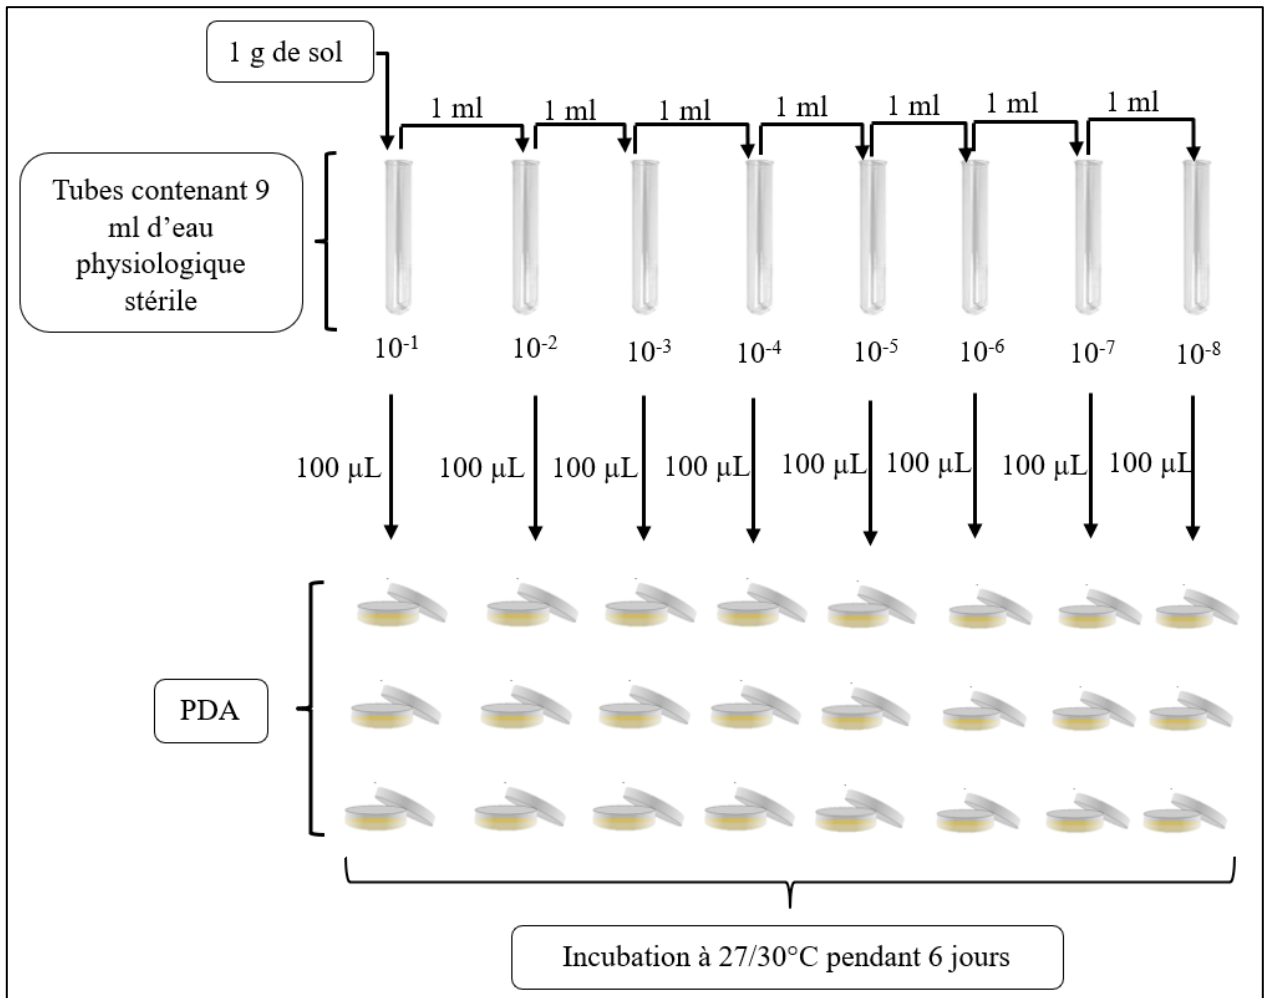 1 g de sol
1 ml
1 ml
1 ml
1 ml
1 ml
1 ml
1 ml
Tubes contenant 9
ml d’eau
physiologique
stérile
10-1
10-2
10-3
10-4
10-5
10-6
10-7
10-8
100 µL
100 µL
100 µL
100 µL
100 µL
100 µL
100 µL
100 µL
PDA
Incubation à 27/30°C pendant 6 jours